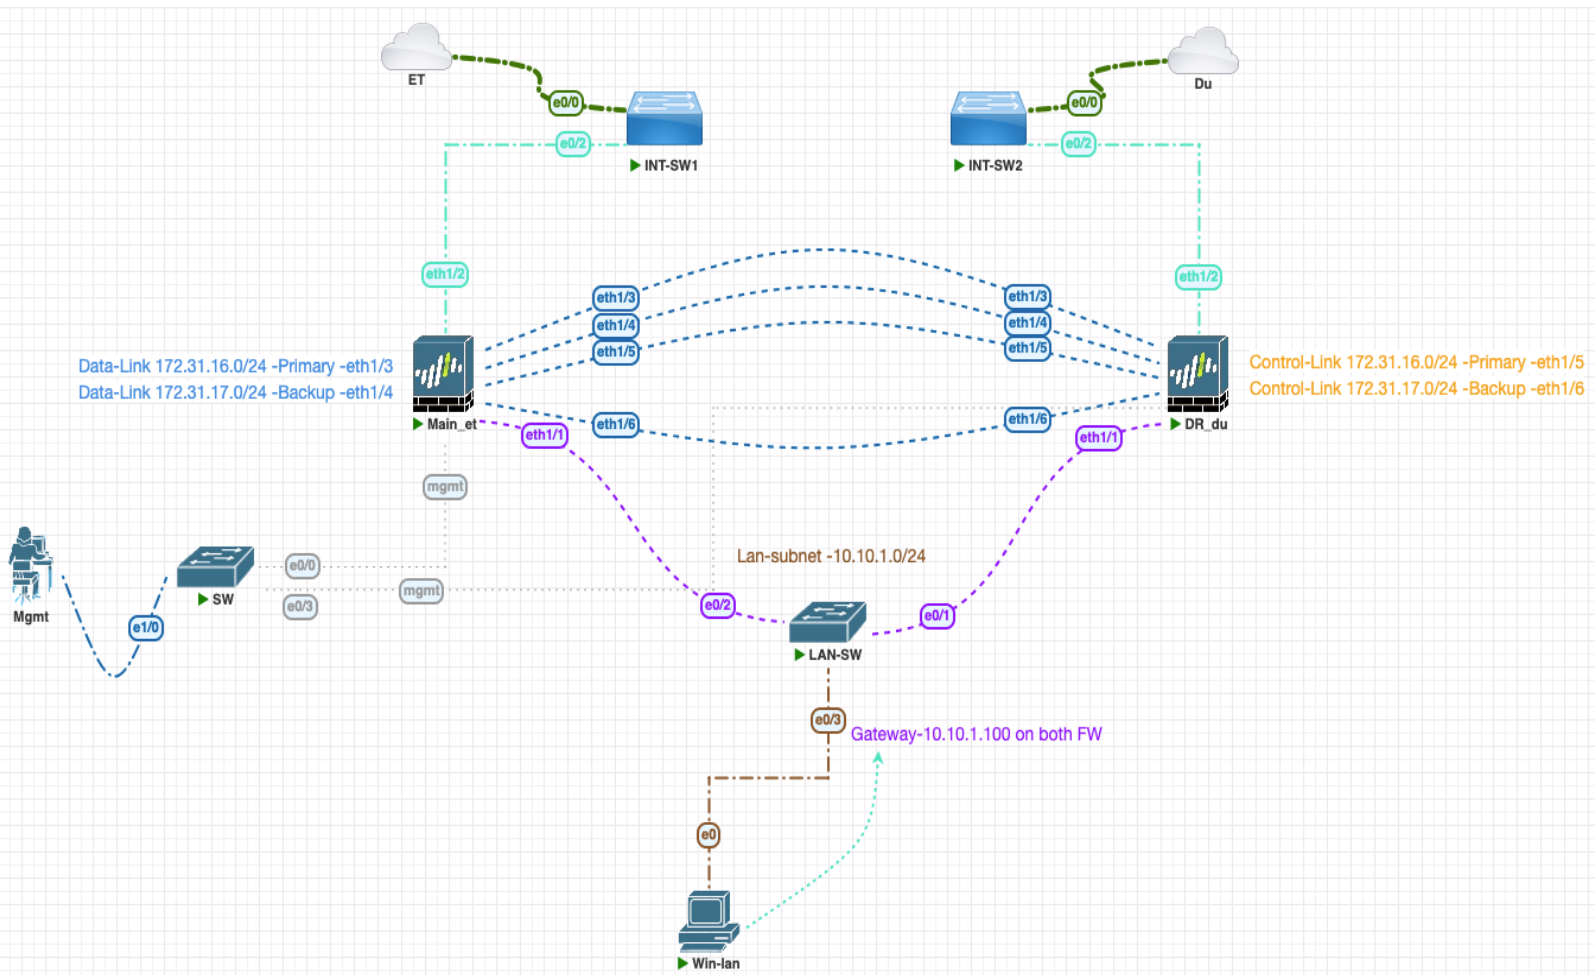 ET
Du
e0/0
e0/0
e0/2
e0/2
INT-SW1
INT-SW2
eth1/2
eth1/2
eth1/3
eth1/3
eth1/4
eth1/4
eth1/5
eth1/5
Data-Link 172.31.16.0/24 -Primary -eth1/3
Data-Link 172.31.17.0/24 -Backup -eth1/4
Control-Link 172.31.16.0/24 -Primary -eth1/5
Control-Link 172.31.17.0/24 -Backup -eth1/6
Main_et
DR_du
eth1/6
eth1/6
eth1/1
eth1/1
mgmt
Lan-subnet -10.10.1.0/24
e0/0
mgmt
e0/3
SW
Mgmt
e1/0
e0/2
e0/1
LAN-SW
e0/3
Gateway-10.10.1.100 on both FW
e0
Win-lan